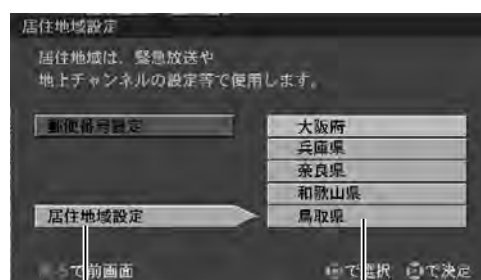 居住地域設定
居住地域は、緊急放送や
地上チャンネルの設定等で使用します。
郵便番号設定
大阪府
兵庫県
奈良県
和歌山県
居住地域設定
鳥取県
で前画面
で選択 で決定